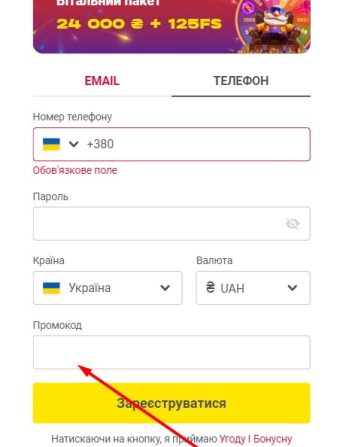 Вітальний пакет
24 000 ₴ + 125FS
EMAIL
ТЕЛЕФОН
Номер телефону
+380
Обов'язкове поле
Пароль
Країна
Валюта
Україна
₴ UAH
Промокод
Зареєструватися
Натискаючи на кнопку, я приймаю Угоду І Бонусну